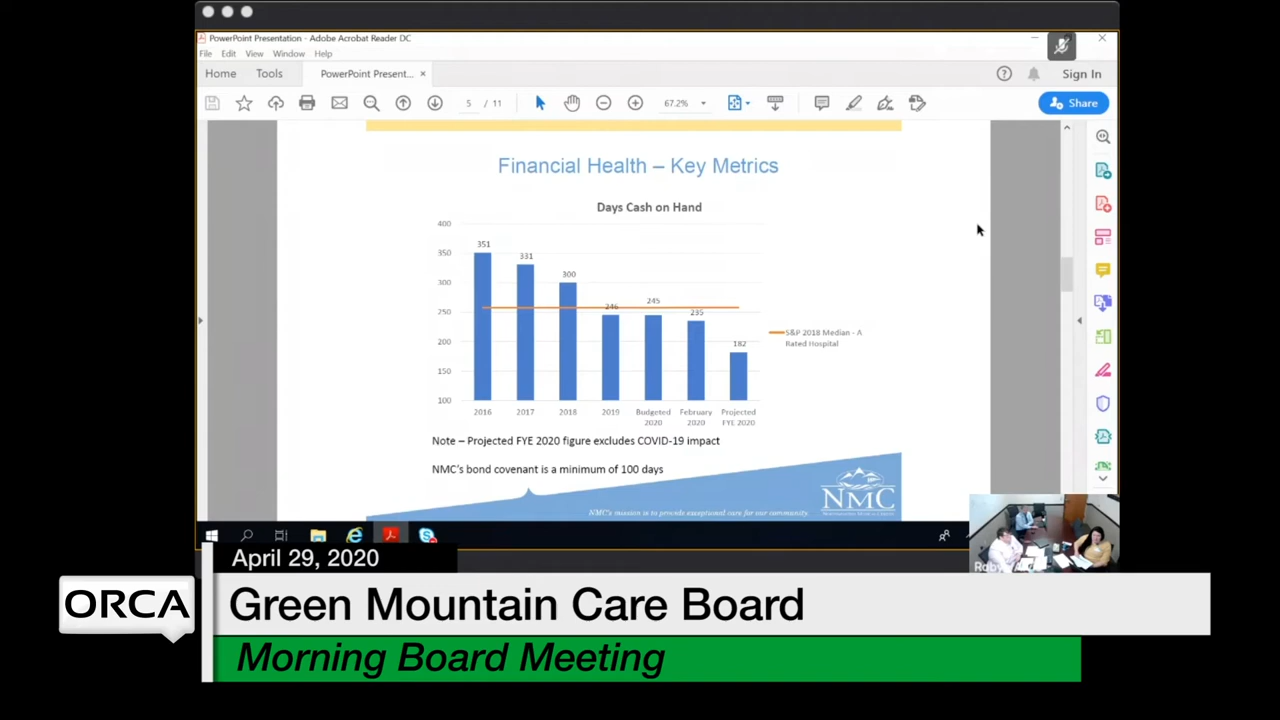 PowerPoint Presentation - Adobe Acrobat Reader DC
File Edit View Window Help
Home Tools PowerPoint Present... × Sign In
5 / 11 67.2% Share
Financial Health – Key Metrics
Days Cash on Hand
400
350
300
250
200
150
100
351
331
300
246
245
235
182
2016 2017 2018 2019 Budgeted 2020 February 2020 Projected FYE 2020
S&P 2018 Median - A
Rated Hospital
Note – Projected FYE 2020 figure excludes COVID-19 impact
NMC's bond covenant is a minimum of 100 days
NMC
NMC's mission is to provide exceptional care for our community.
April 29, 2020
ORCA
Green Mountain Care Board
Morning Board Meeting